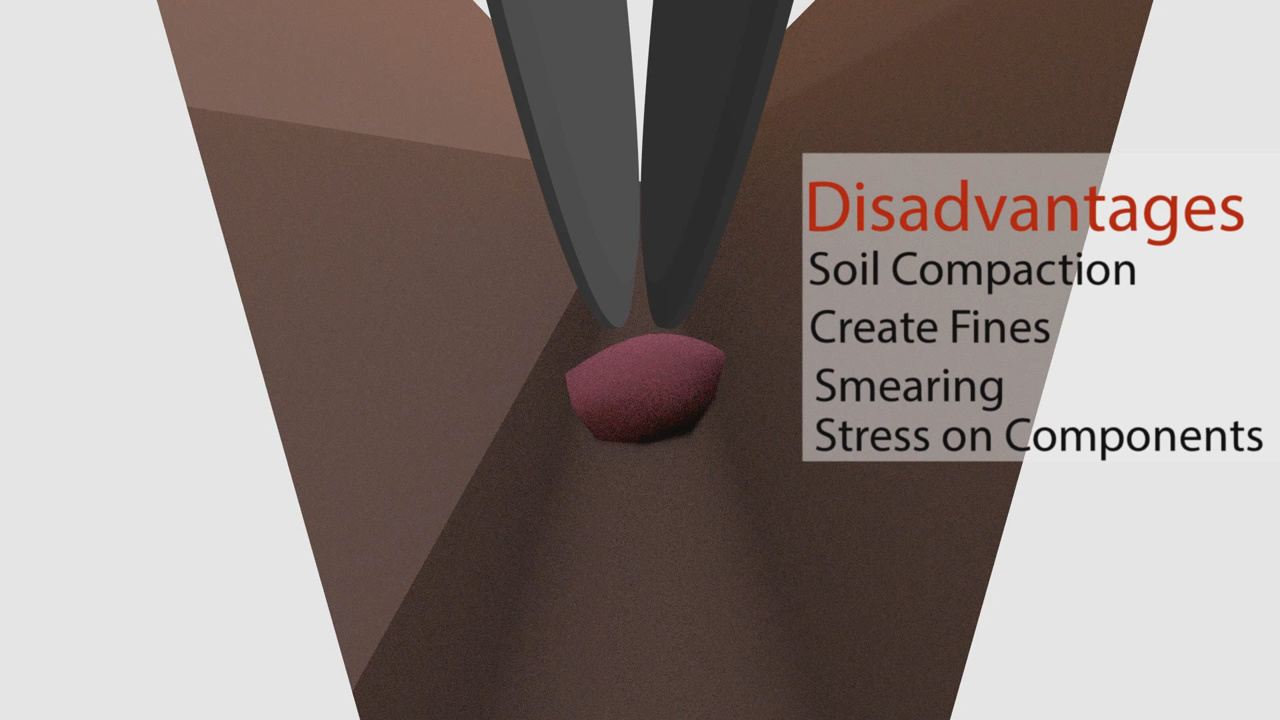 Disadvantages
Soil Compaction
Create Fines
Smearing
Stress on Components